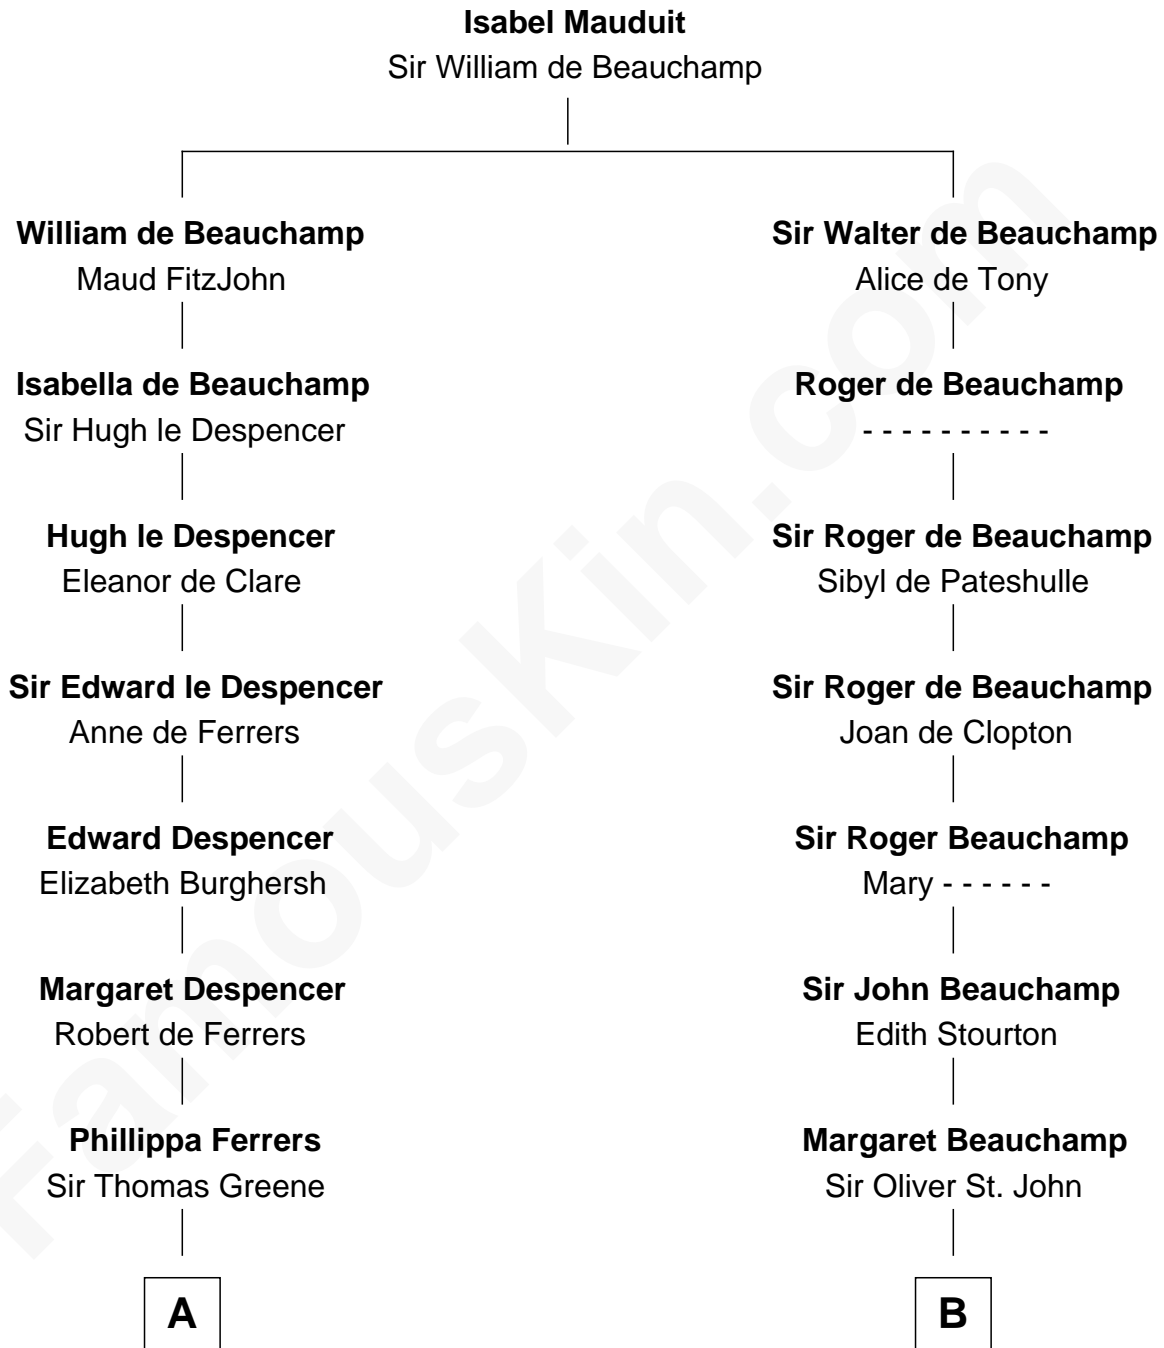 Isabel Mauduit
Sir William de Beauchamp
William de Beauchamp
Maud FitzJohn
Isabella de Beauchamp
Sir Hugh le Despencer
Hugh le Despencer
Eleanor de Clare
Sir Edward le Despencer
Anne de Ferrers
Edward Despencer
Elizabeth Burghersh
Margaret Despencer
Robert de Ferrers
Phillippa Ferrers
Sir Thomas Greene
A
Sir Walter de Beauchamp
Alice de Tony
Roger de Beauchamp
- - - - - - - - - -
Sir Roger de Beauchamp
Sibyl de Pateshulle
Sir Roger de Beauchamp
Joan de Clopton
Sir Roger Beauchamp
Mary - - - - - -
Sir John Beauchamp
Edith Stourton
Margaret Beauchamp
Sir Oliver St. John
B
FamousKin.com